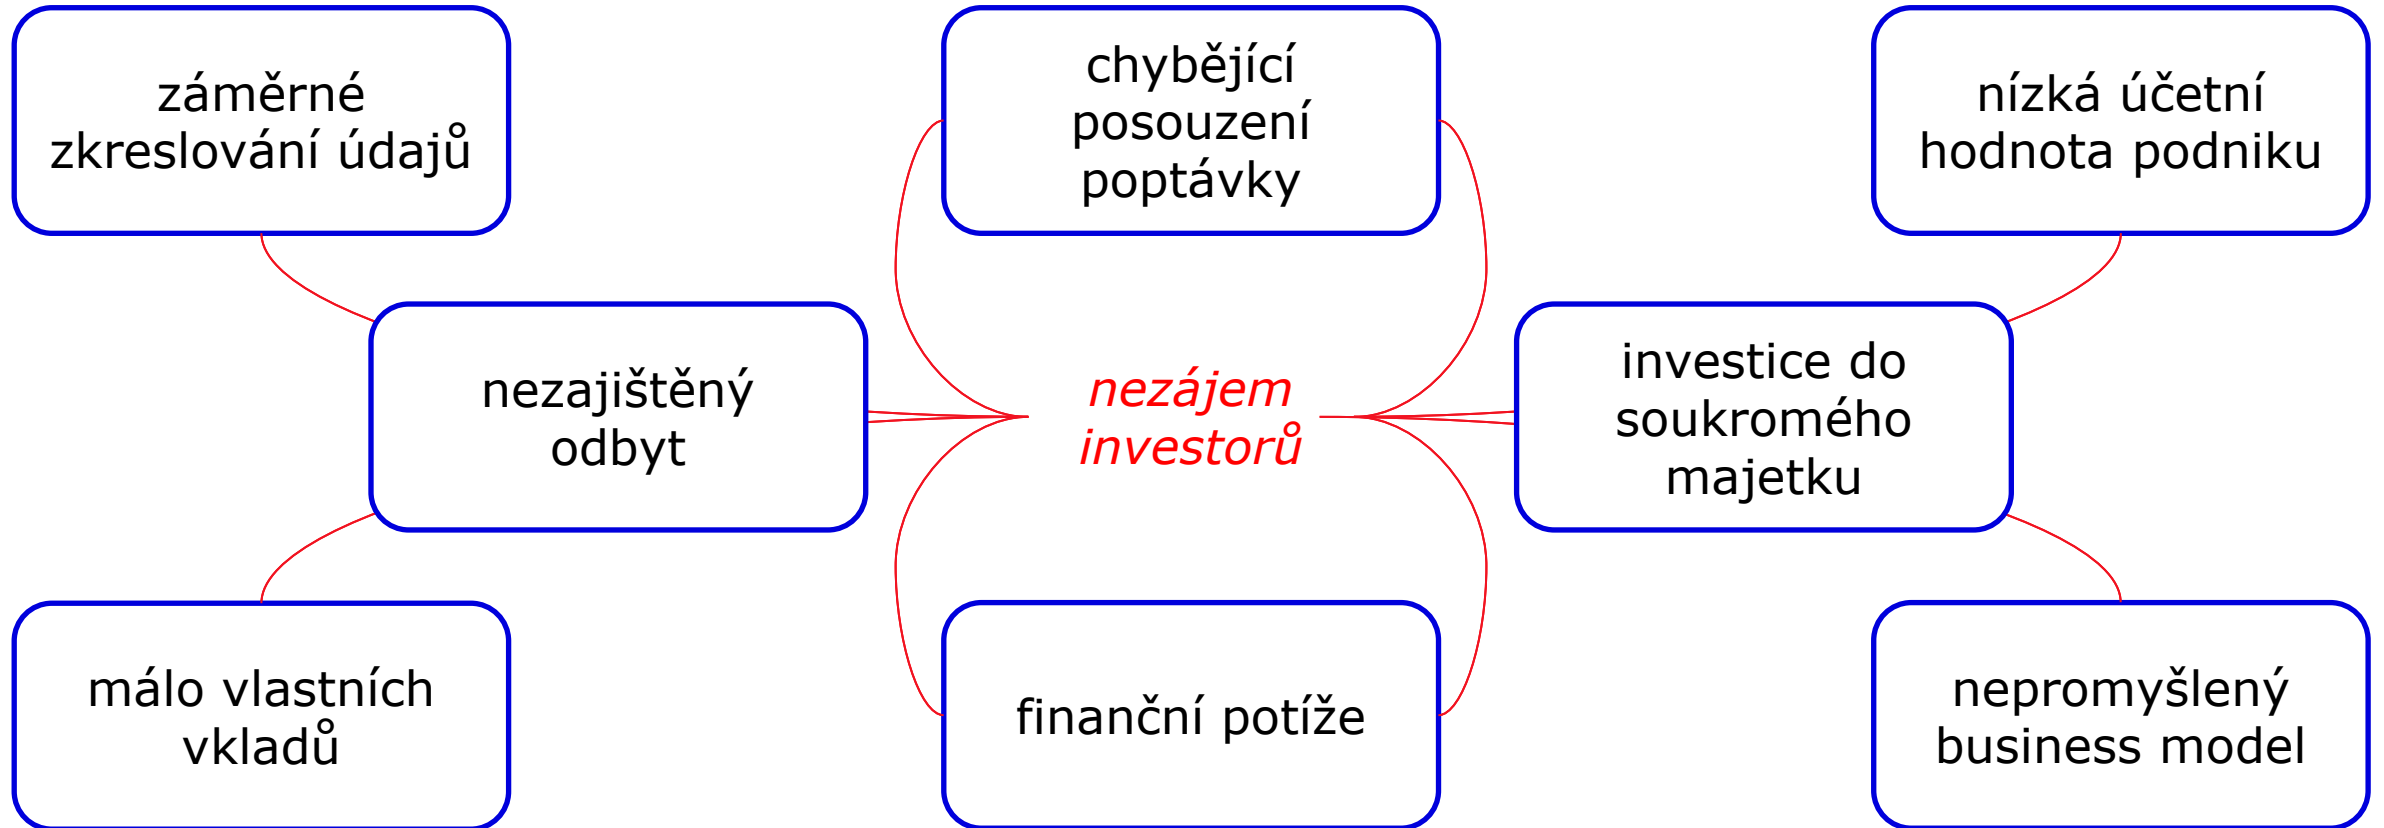 záměrné
zkreslování údajů
chybějící
posouzení
poptávky
nízká účetní
hodnota podniku
nezajištěný
odbyt
nezájem
investorů
investice do
soukromého
majetku
málo vlastních
vkladů
finanční potíže
nepromyšlený
business model